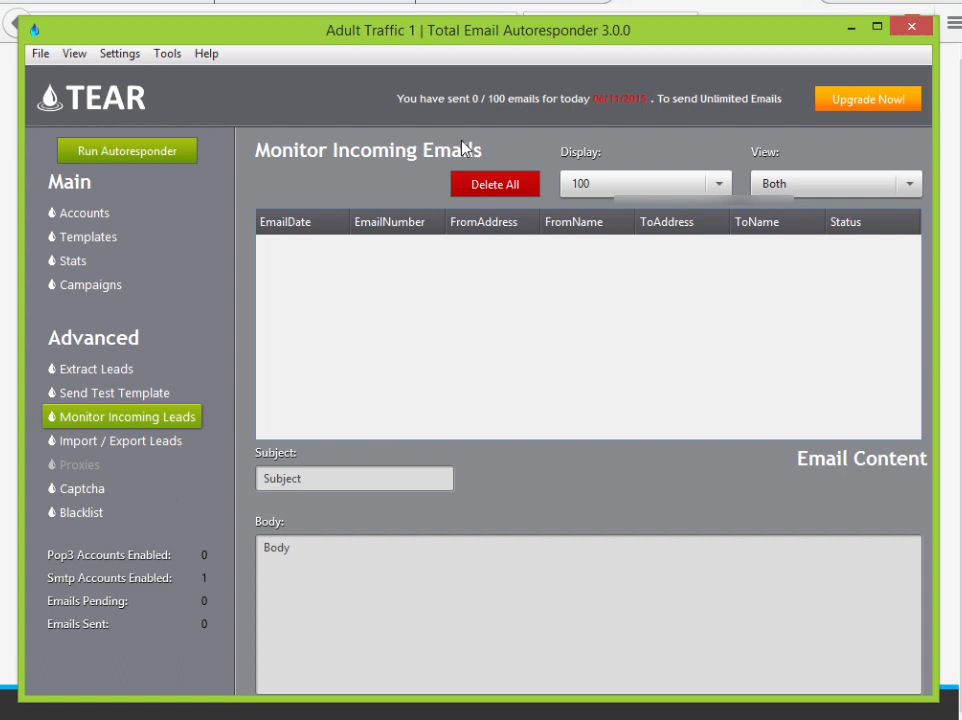 Adult Traffic 1 | Total Email Autoresponder 3.0.0
File View Settings Tools Help
TEAR
You have sent 0 / 100 emails for today 06/11/2015 . To send Unlimited Emails
Upgrade Now!
Run Autoresponder
Main
Accounts
Templates
Stats
Campaigns
Advanced
Extract Leads
Send Test Template
Monitor Incoming Leads
Import / Export Leads
Proxies
Captcha
Blacklist
Pop3 Accounts Enabled: 0
Smtp Accounts Enabled: 1
Emails Pending: 0
Emails Sent: 0
Monitor Incoming Emails
Display:
View:
Delete All
100
Both
EmailDate EmailNumber FromAddress FromName ToAddress ToName Status
Subject:
Email Content
Subject
Body:
Body